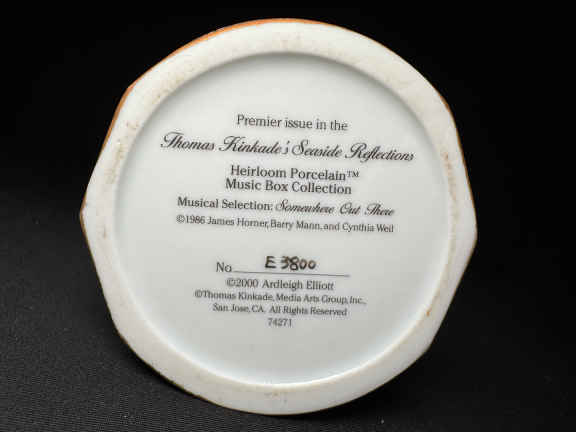 Premier issue in the
Thomas Kinkade's Seaside Reflections
Heirloom Porcelain™
Music Box Collection
Musical Selection: Somewhere Out There
©1986 James Horner, Barry Mann, and Cynthia Weil
No. E3800
©2000 Ardleigh Elliott
©Thomas Kinkade, Media Arts Group, Inc.,
San Jose, CA. All Rights Reserved
74271